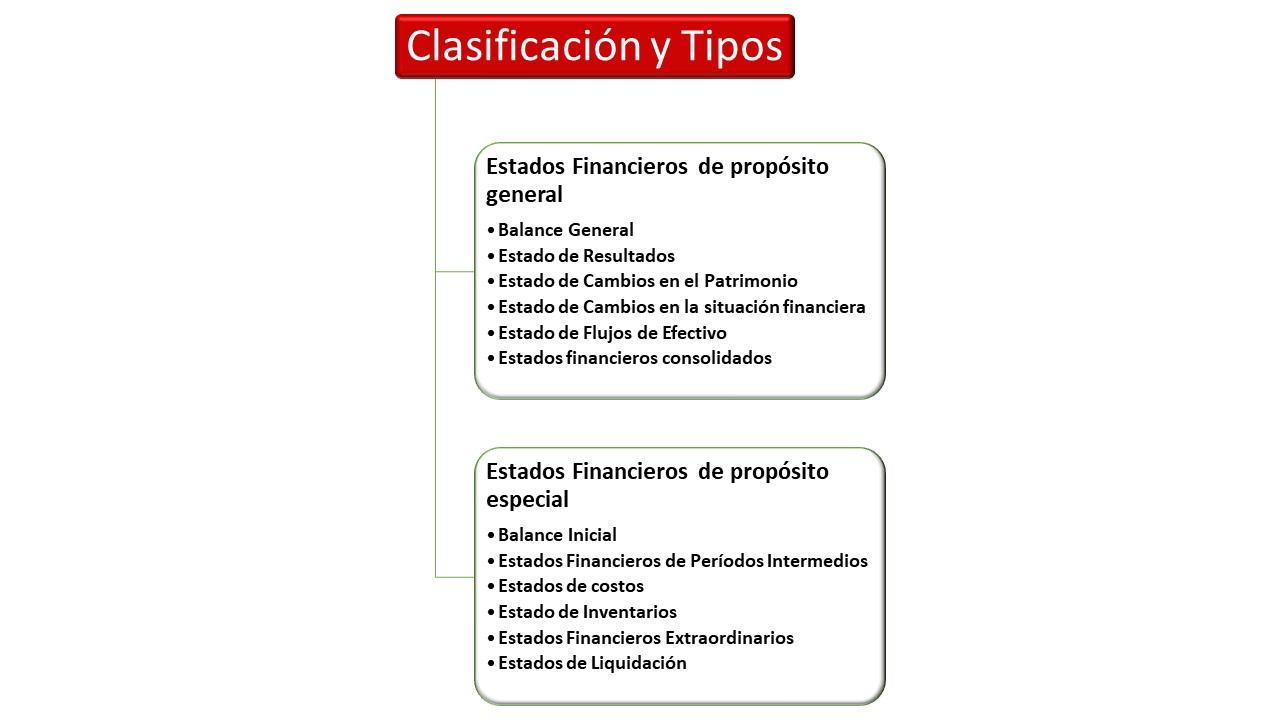 Clasificación y Tipos
Estados Financieros de propósito
general
•Balance General
•Estado de Resultados
•Estado de Cambios en el Patrimonio
•Estado de Cambios en la situación financiera
•Estado de Flujos de Efectivo
•Estados financieros consolidados
Estados Financieros de propósito
especial
•Balance Inicial
•Estados Financieros de Períodos Intermedios
•Estados de costos
•Estado de Inventarios
•Estados Financieros Extraordinarios
•Estados de Liquidación